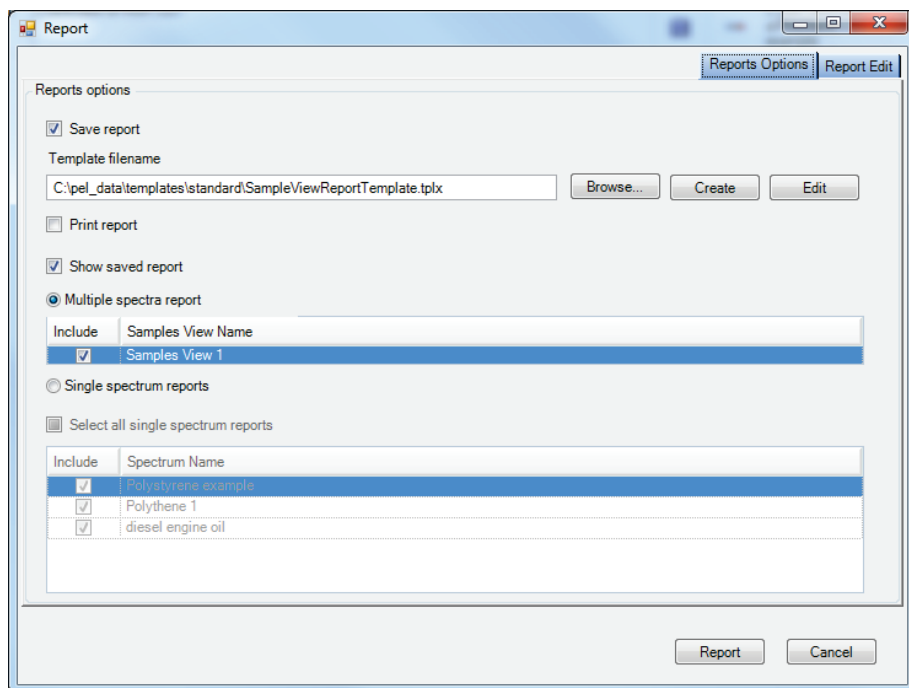 Report
Reports Options Report Edit
Reports options
Save report
Template filename
C:\pel_data\templates\standard\SampleViewReportTemplate.tplx Browse... Create Edit
Print report
Show saved report
Multiple spectra report
Include Samples View Name
Samples View 1
Single spectrum reports
Select all single spectrum reports
Include Spectrum Name
Polystyrene example
Polythene 1
diesel engine oil
Report Cancel